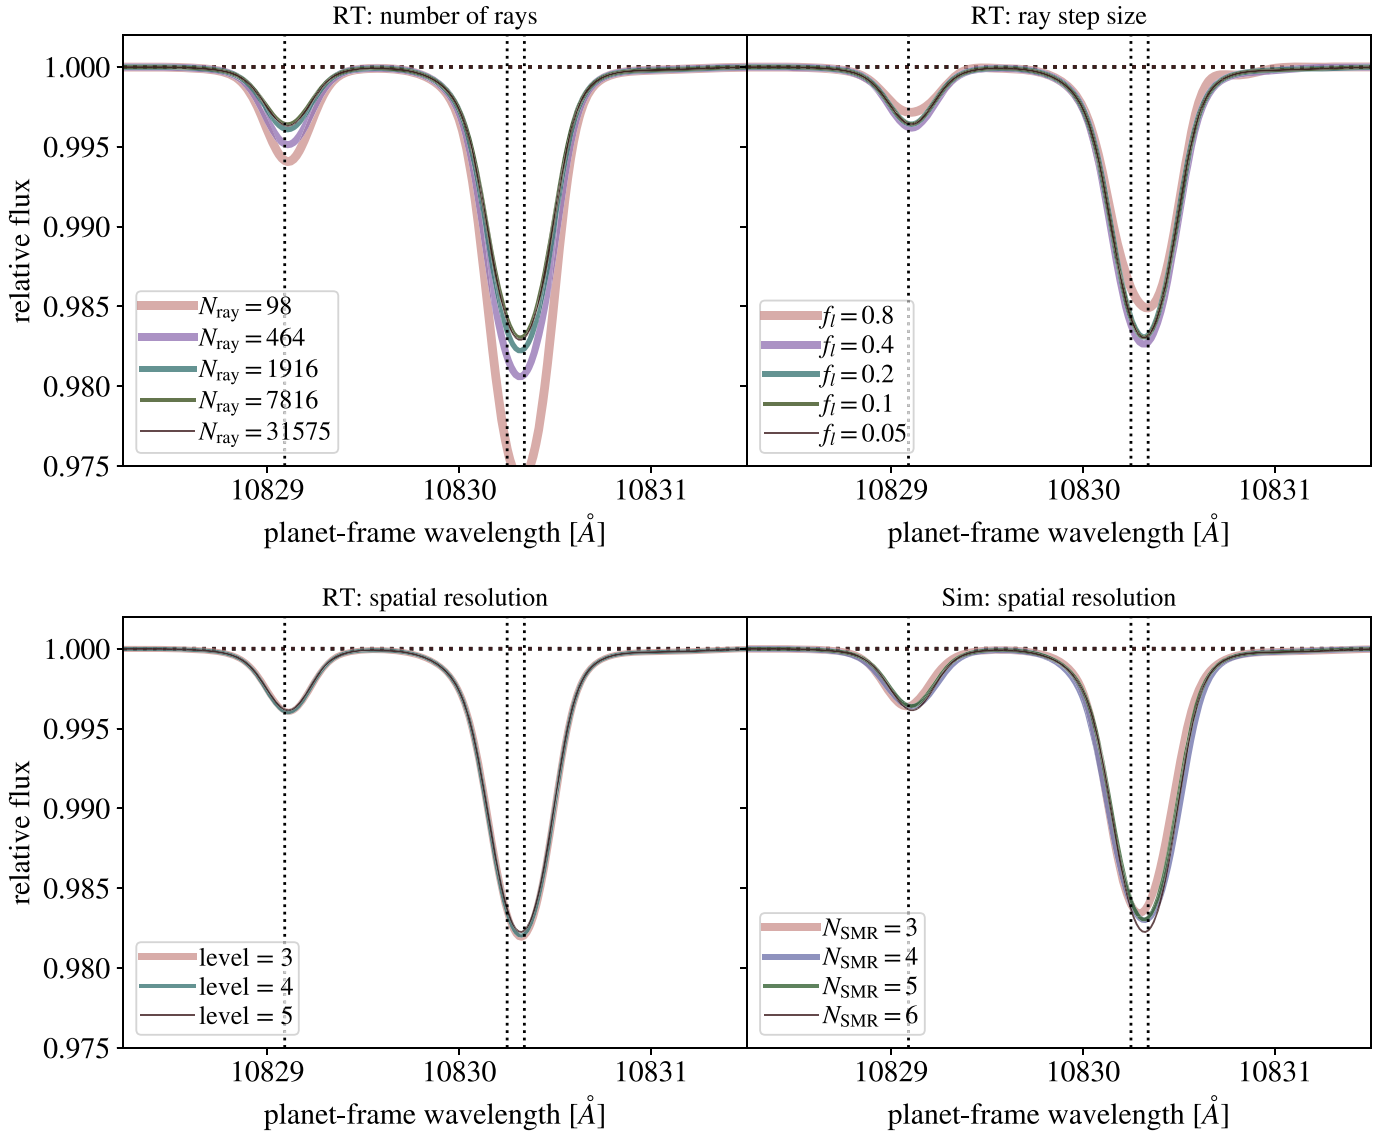 RT: number of rays
RT: ray step size
relative flux
1.000
0.995
0.990
0.985
0.980
0.975
N_ray = 98
N_ray = 464
N_ray = 1916
N_ray = 7816
N_ray = 31575
f_l = 0.8
f_l = 0.4
f_l = 0.2
f_l = 0.1
f_l = 0.05
10829 10830 10831
10829 10830 10831
planet-frame wavelength [Å]
planet-frame wavelength [Å]
RT: spatial resolution
Sim: spatial resolution
relative flux
1.000
0.995
0.990
0.985
0.980
0.975
level = 3
level = 4
level = 5
N_SMR = 3
N_SMR = 4
N_SMR = 5
N_SMR = 6
10829 10830 10831
10829 10830 10831
planet-frame wavelength [Å]
planet-frame wavelength [Å]